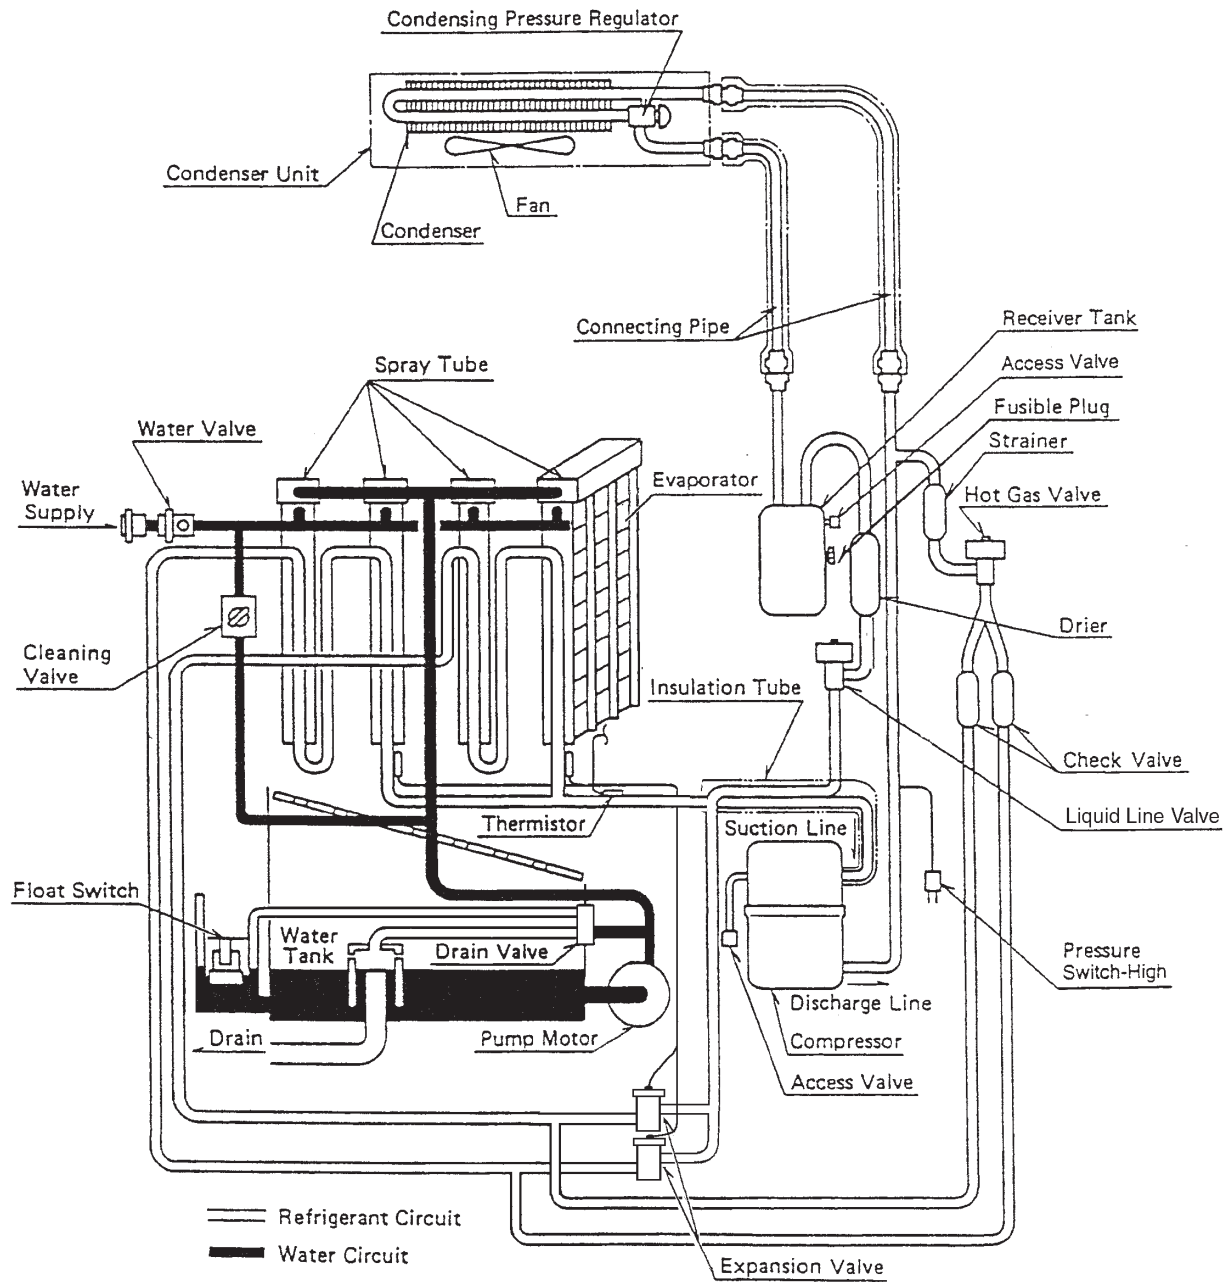 Condensing Pressure Regulator
Condenser Unit
Fan
Condenser
Connecting Pipe
Receiver Tank
Access Valve
Fusible Plug
Strainer
Hot Gas Valve
Spray Tube
Water Valve
Evaporator
Water
Supply
Drier
Cleaning
Valve
Insulation Tube
Check Valve
Liquid Line Valve
Thermistor
Suction Line
Float Switch
Water
Tank
Drain Valve
Pressure
Switch-High
Discharge Line
Drain
Pump Motor
Compressor
Access Valve
Refrigerant Circuit
Water Circuit
Expansion Valve